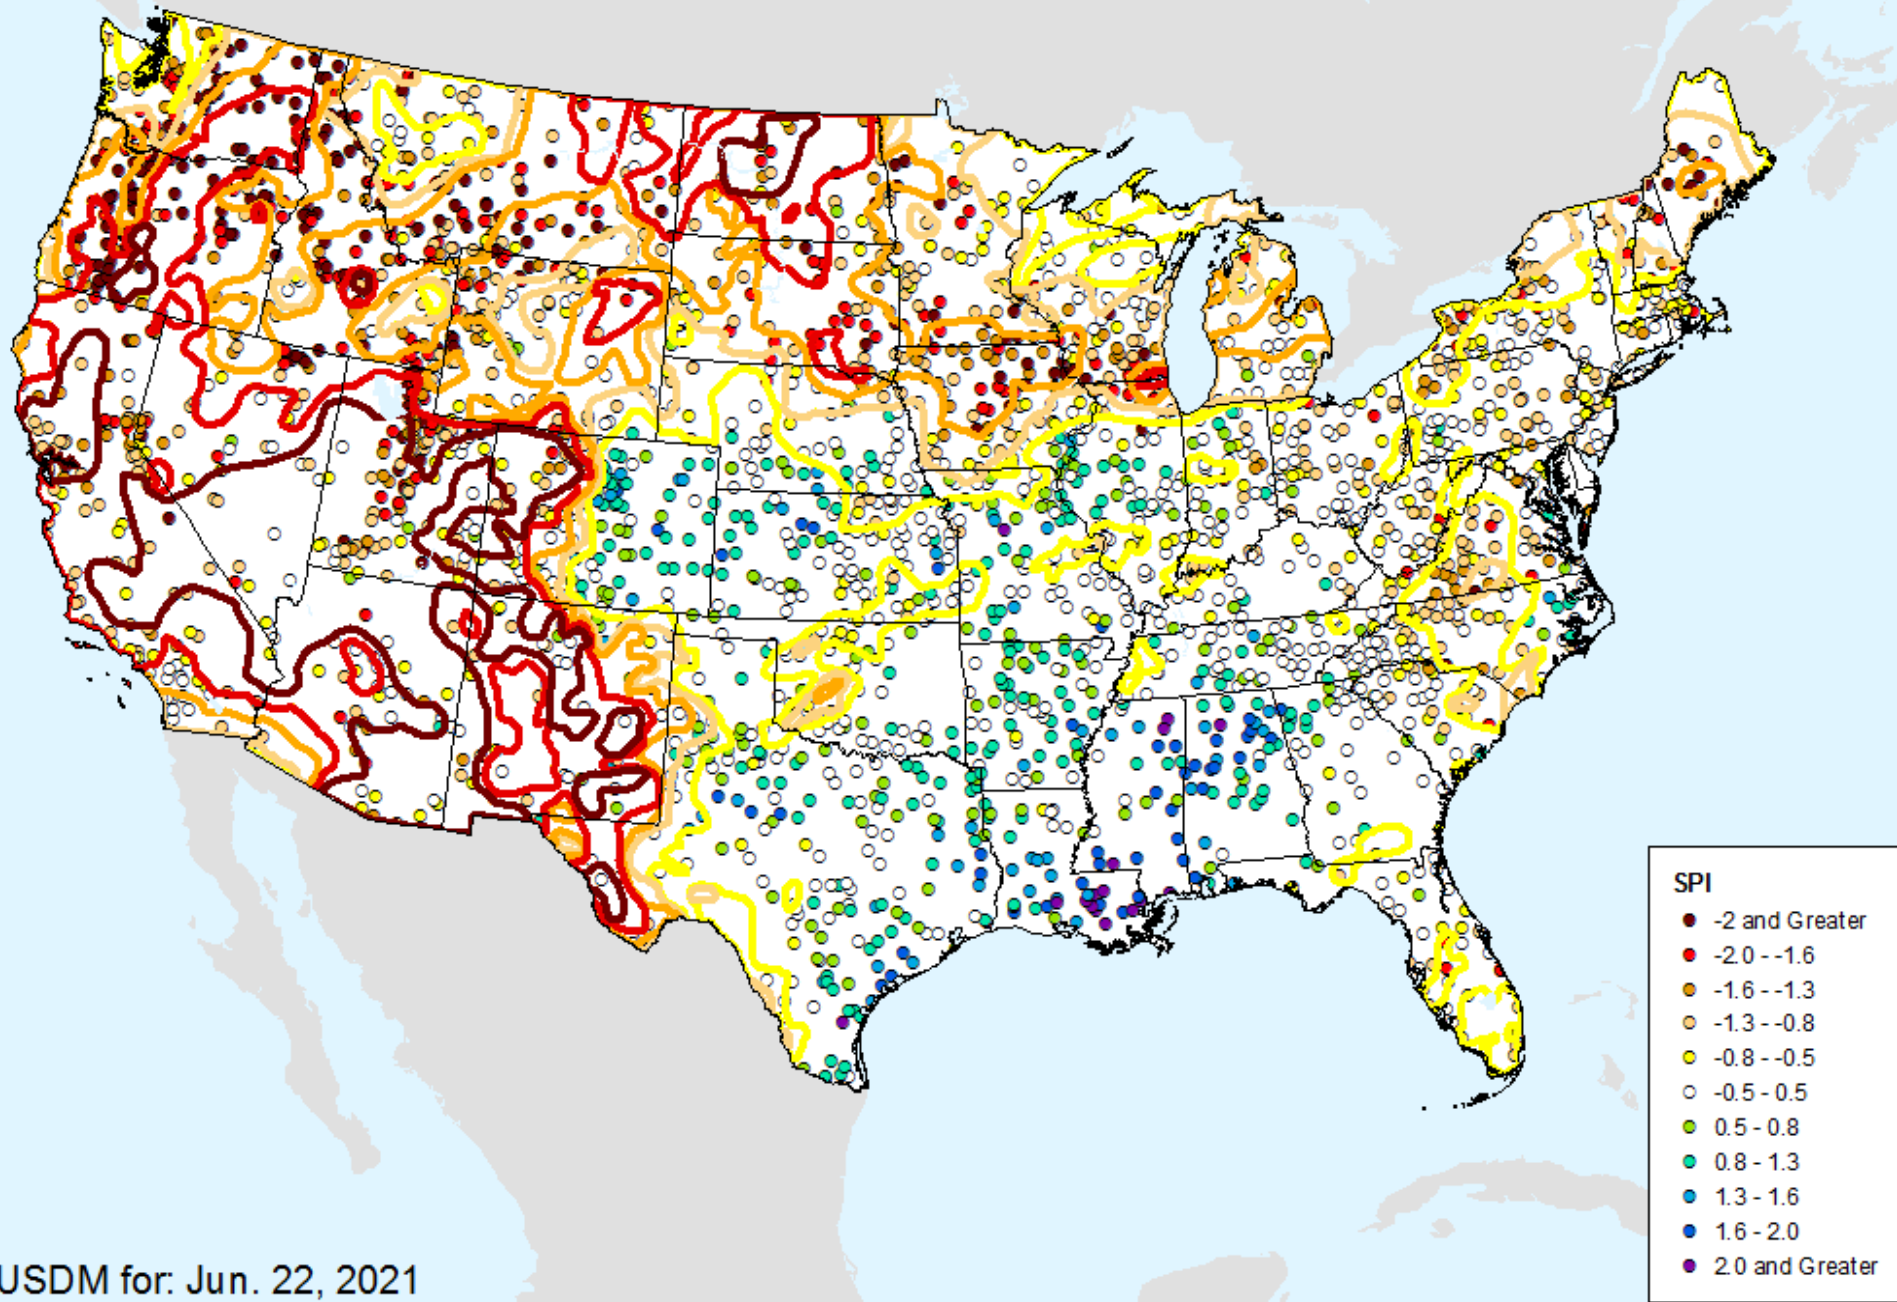 SPI
-2 and Greater
-2.0 - -1.6
-1.6 - -1.3
-1.3 - -0.8
-0.8 - -0.5
-0.5 - 0.5
0.5 - 0.8
0.8 - 1.3
1.3 - 1.6
1.6 - 2.0
2.0 and Greater
USDM for: Jun. 22, 2021